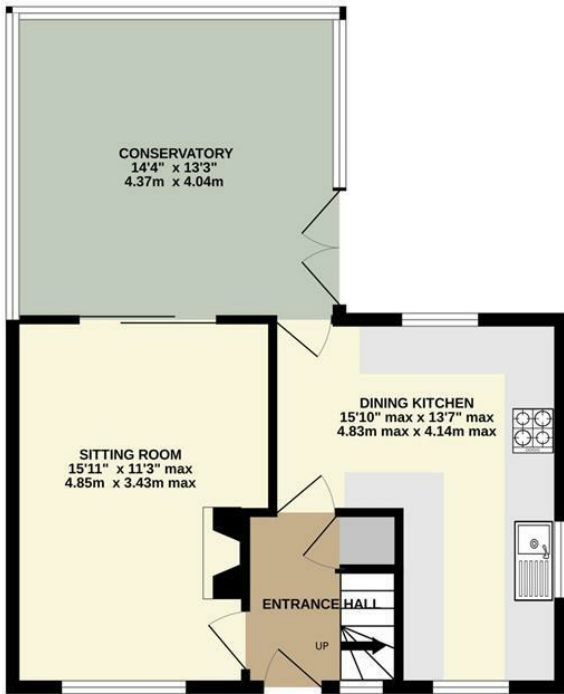 CONSERVATORY
14'4" x 13'3"
4.37m x 4.04m
DINING KITCHEN
15'10" max x 13'7" max
4.83m max x 4.14m max
SITTING ROOM
15'11" x 11'3" max
4.85m x 3.43m max
ENTRANCE HALL
UP